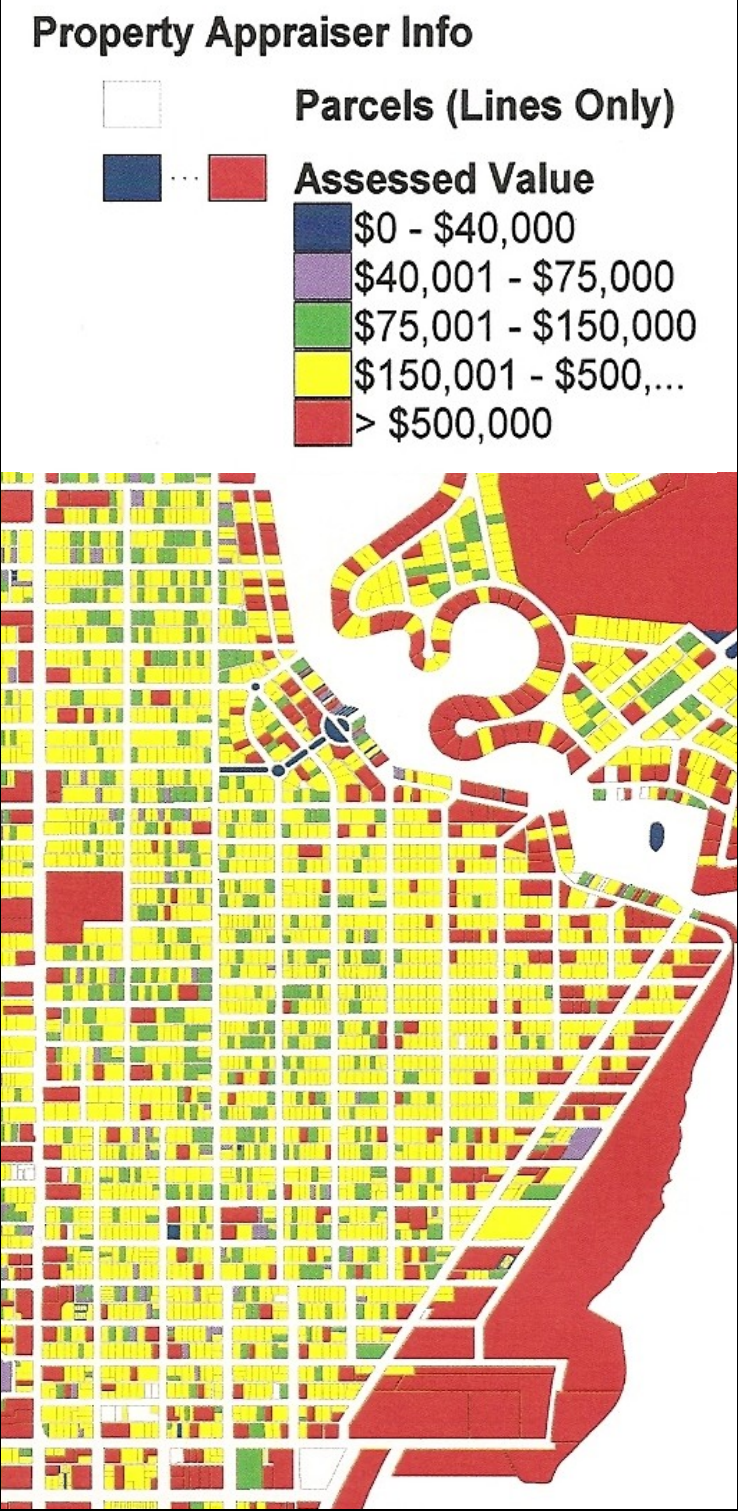 Property Appraiser Info
Parcels (Lines Only)
... Assessed Value
$0 - $40,000
$40,001 - $75,000
$75,001 - $150,000
$150,001 - $500,...
> $500,000